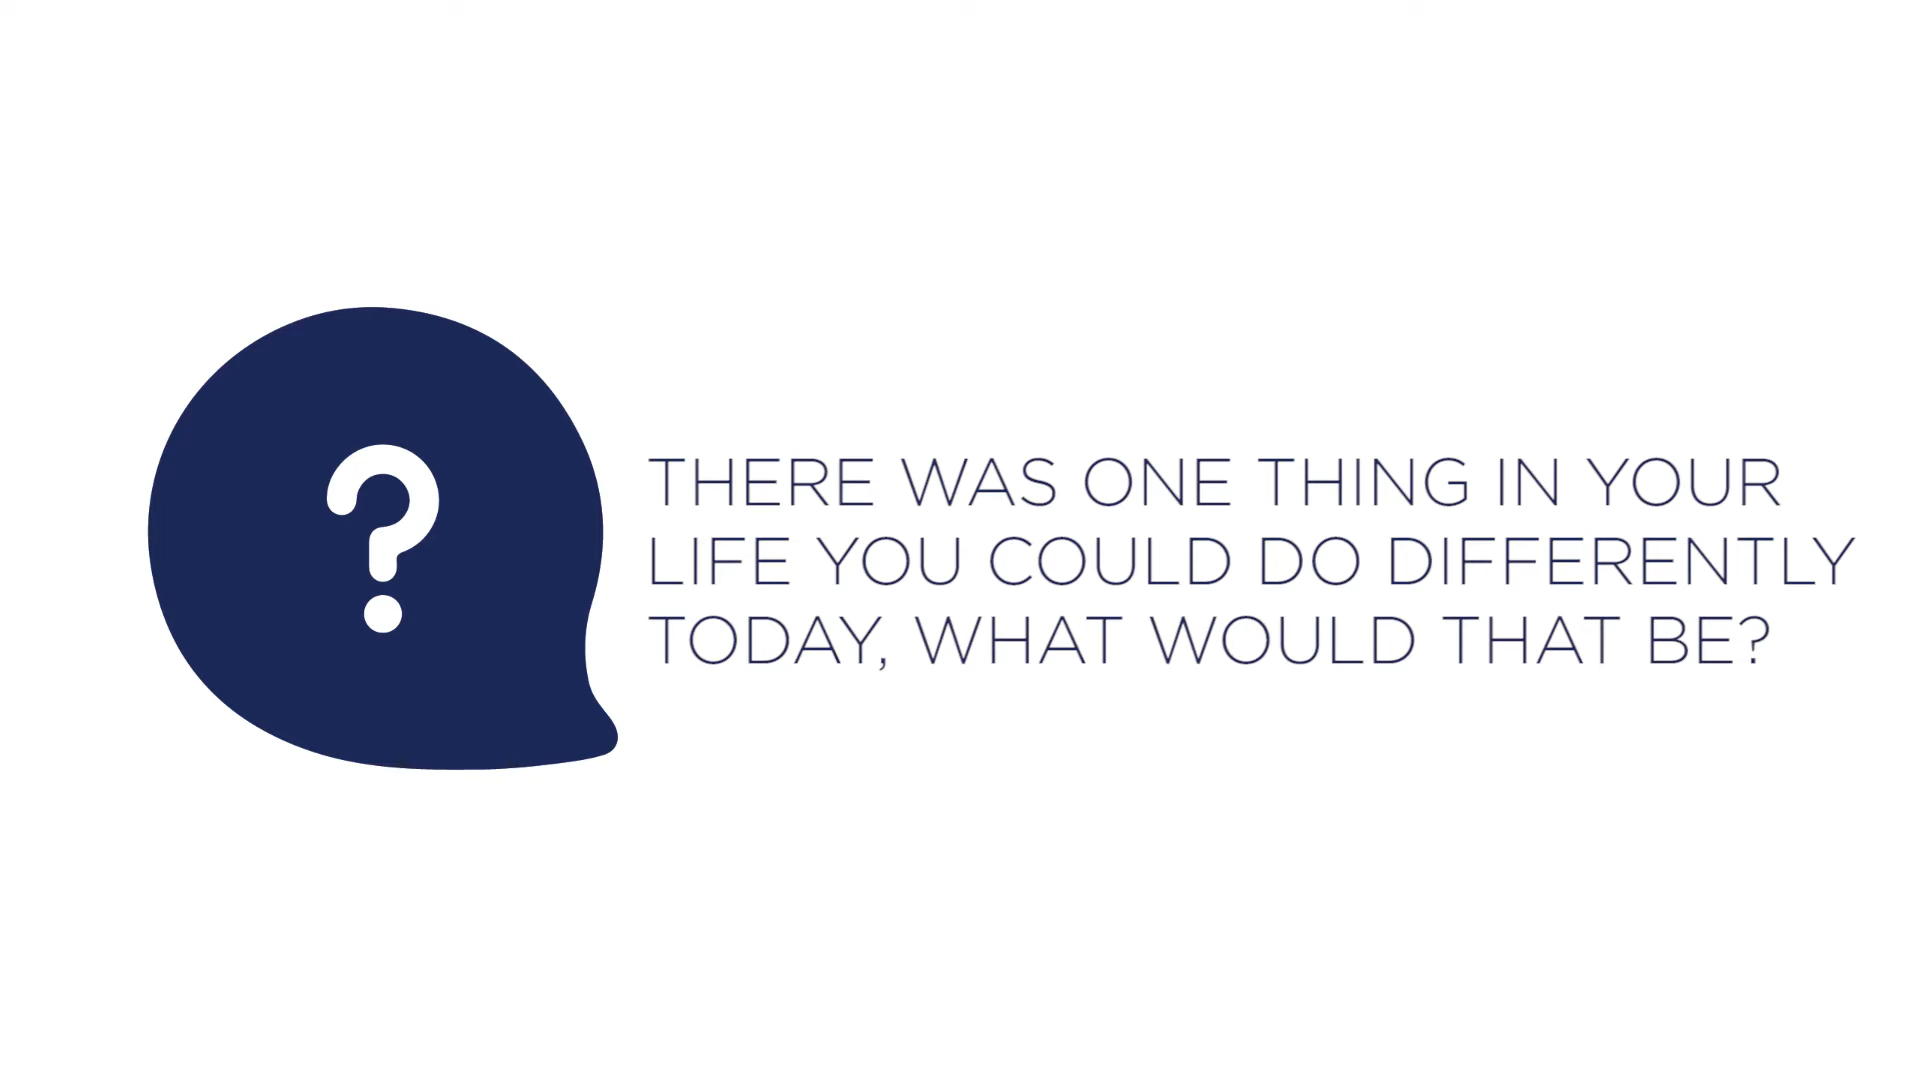 ?
THERE WAS ONE THING IN YOUR
LIFE YOU COULD DO DIFFERENTLY
TODAY, WHAT WOULD THAT BE?